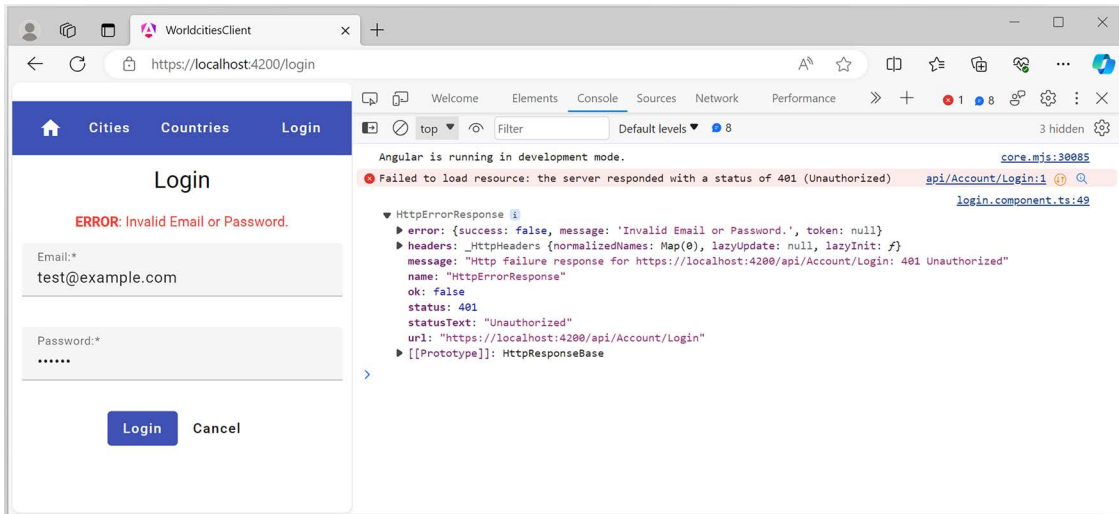 WorldcitiesClient
https://localhost:4200/login
Welcome Elements Console Sources Network Performance 1 8
top Filter Default levels 8 3 hidden
Home Cities Countries Login
Angular is running in development mode. core.mjs:30085
Failed to load resource: the server responded with a status of 401 (Unauthorized) api/Account/Login:1
login.component.ts:49
HttpErrorResponse i
error: {success: false, message: 'Invalid Email or Password.', token: null}
headers: _HttpHeaders {normalizedNames: Map(0), lazyUpdate: null, lazyInit: ƒ}
message: "Http failure response for https://localhost:4200/api/Account/Login: 401 Unauthorized"
name: "HttpErrorResponse"
ok: false
status: 401
statusText: "Unauthorized"
url: "https://localhost:4200/api/Account/Login"
[[Prototype]]: HttpResponseBase
Login
ERROR: Invalid Email or Password.
Email:*
test@example.com
Password:*
••••••
Login Cancel